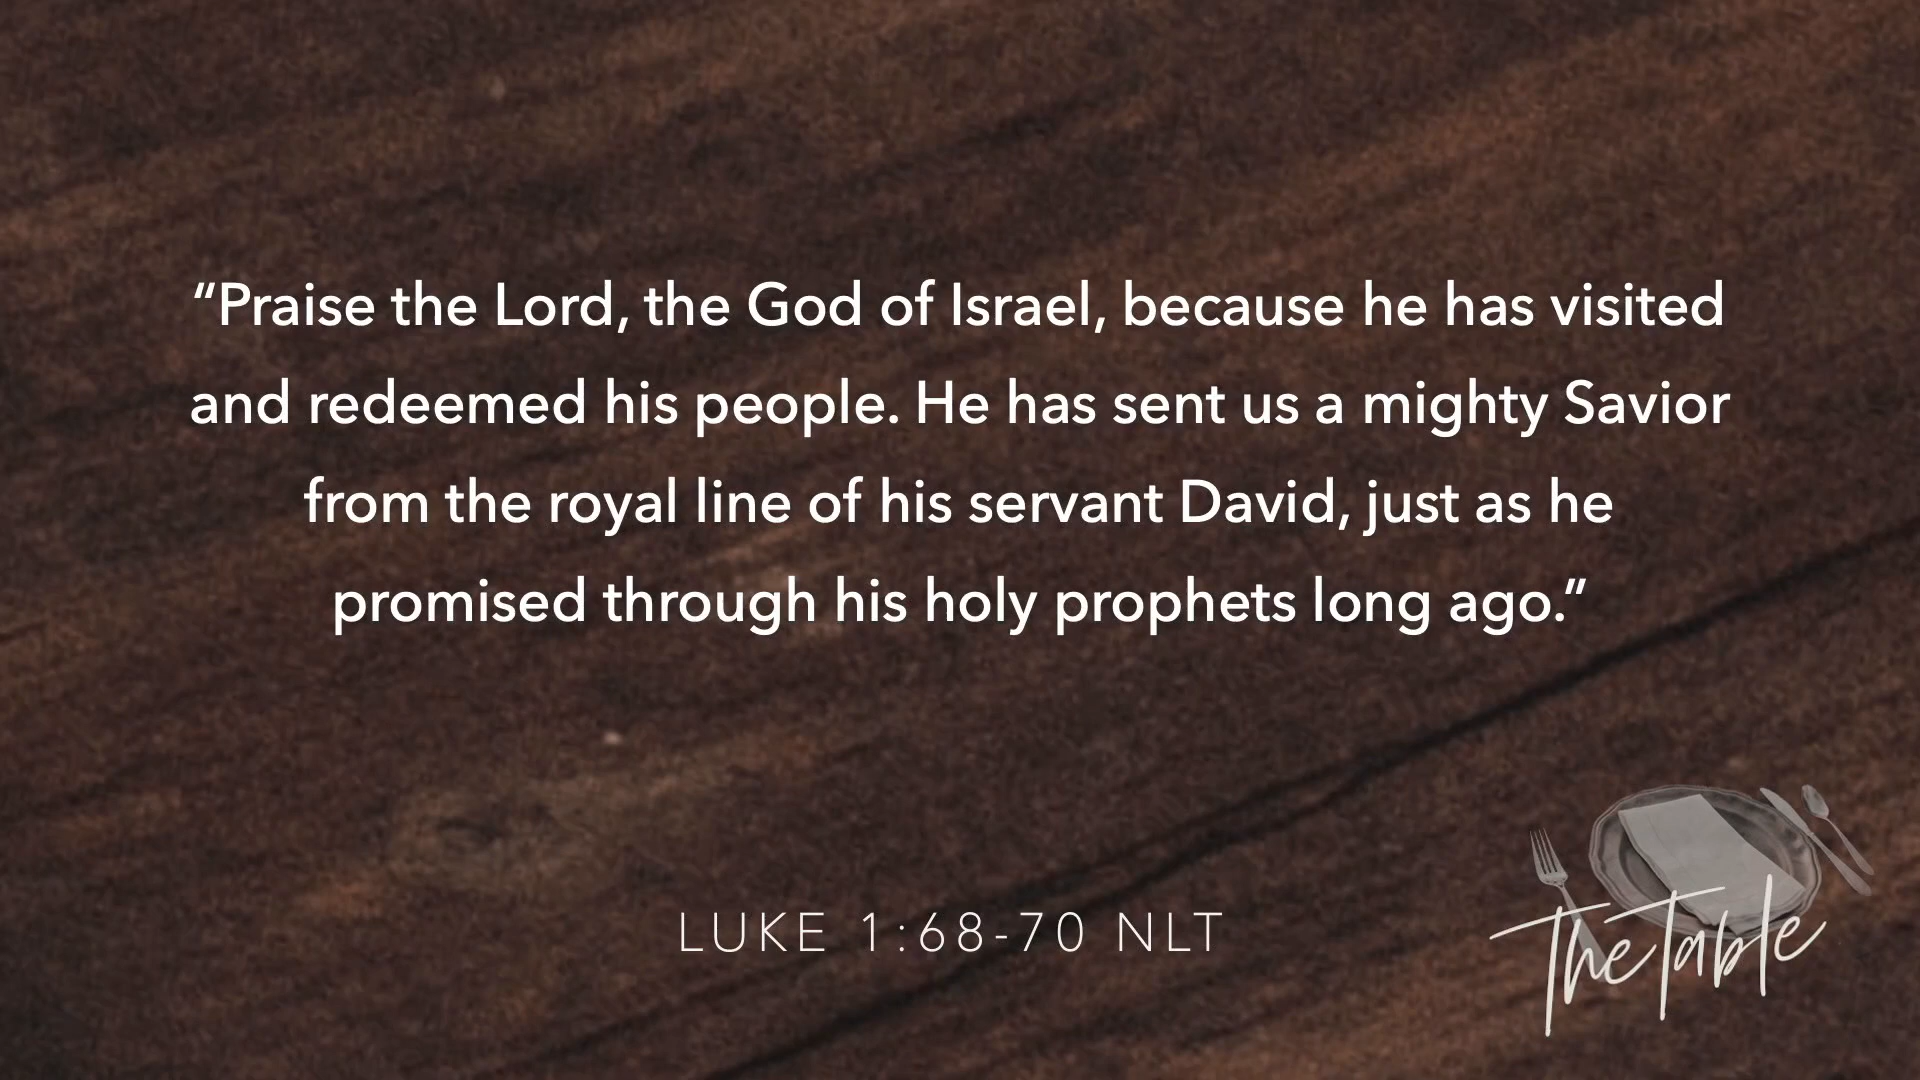 “Praise the Lord, the God of Israel, because he has visited
and redeemed his people. He has sent us a mighty Savior
from the royal line of his servant David, just as he
promised through his holy prophets long ago.”
LUKE 1:68-70 NLT
The Table